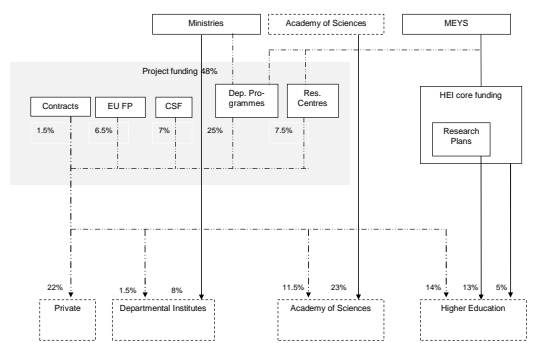 Ministries
Academy of Sciences
MEYS
Project funding 48%
Contracts
EU FP
CSF
Dep. Pro-
grammes
Res.
Centres
HEI core funding
1.5%
6.5%
7%
25%
7.5%
Research
Plans
22%
1.5%
8%
11.5%
23%
14%
13%
5%
Private
Departmental Institutes
Academy of Sciences
Higher Education